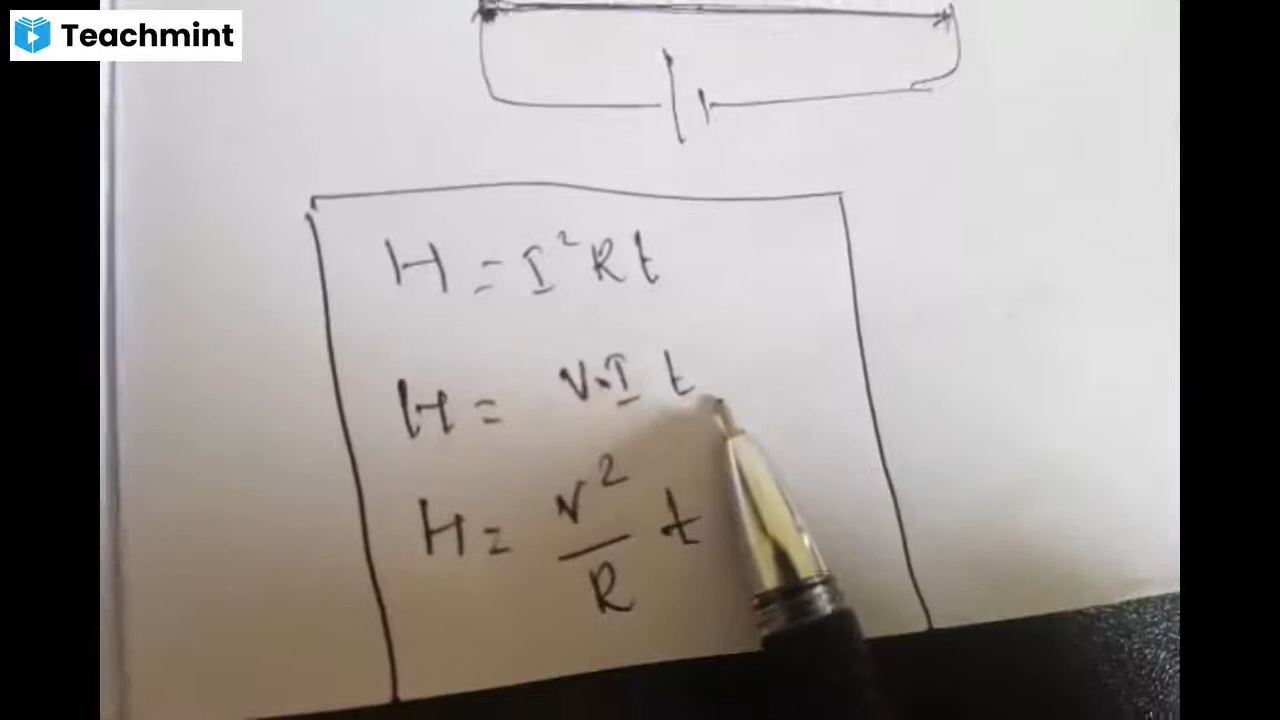 Teachmint
H = I²Rt
H = V.I t
H = V²/R t